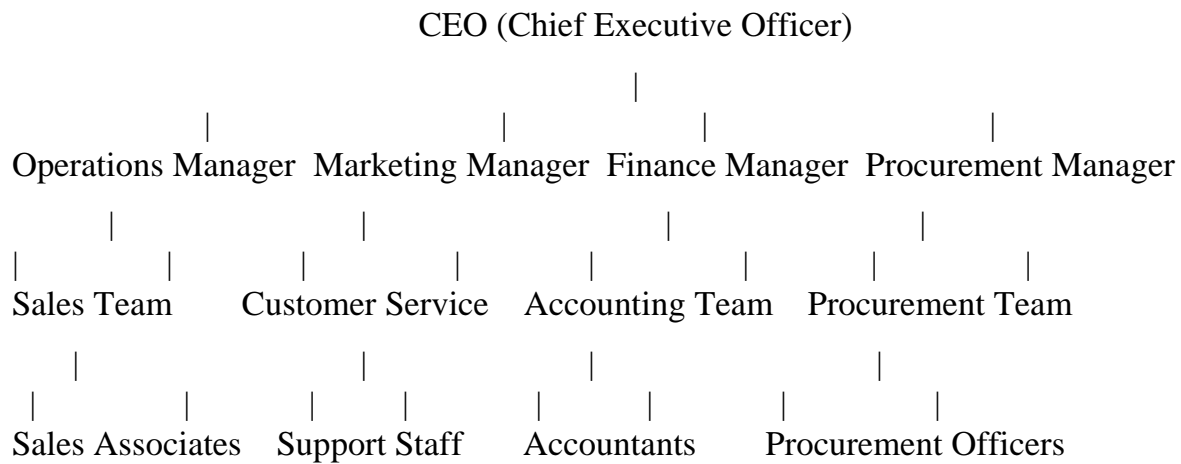 CEO (Chief Executive Officer)
|
| | | |
Operations Manager Marketing Manager Finance Manager Procurement Manager
| | | |
| | | | | | | |
Sales Team Customer Service Accounting Team Procurement Team
| | | |
| | | | | | | |
Sales Associates Support Staff Accountants Procurement Officers